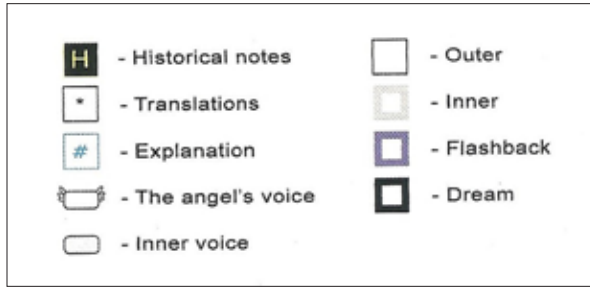 H - Historical notes
* - Translations
# - Explanation
- The angel's voice
- Inner voice
- Outer
- Inner
- Flashback
- Dream